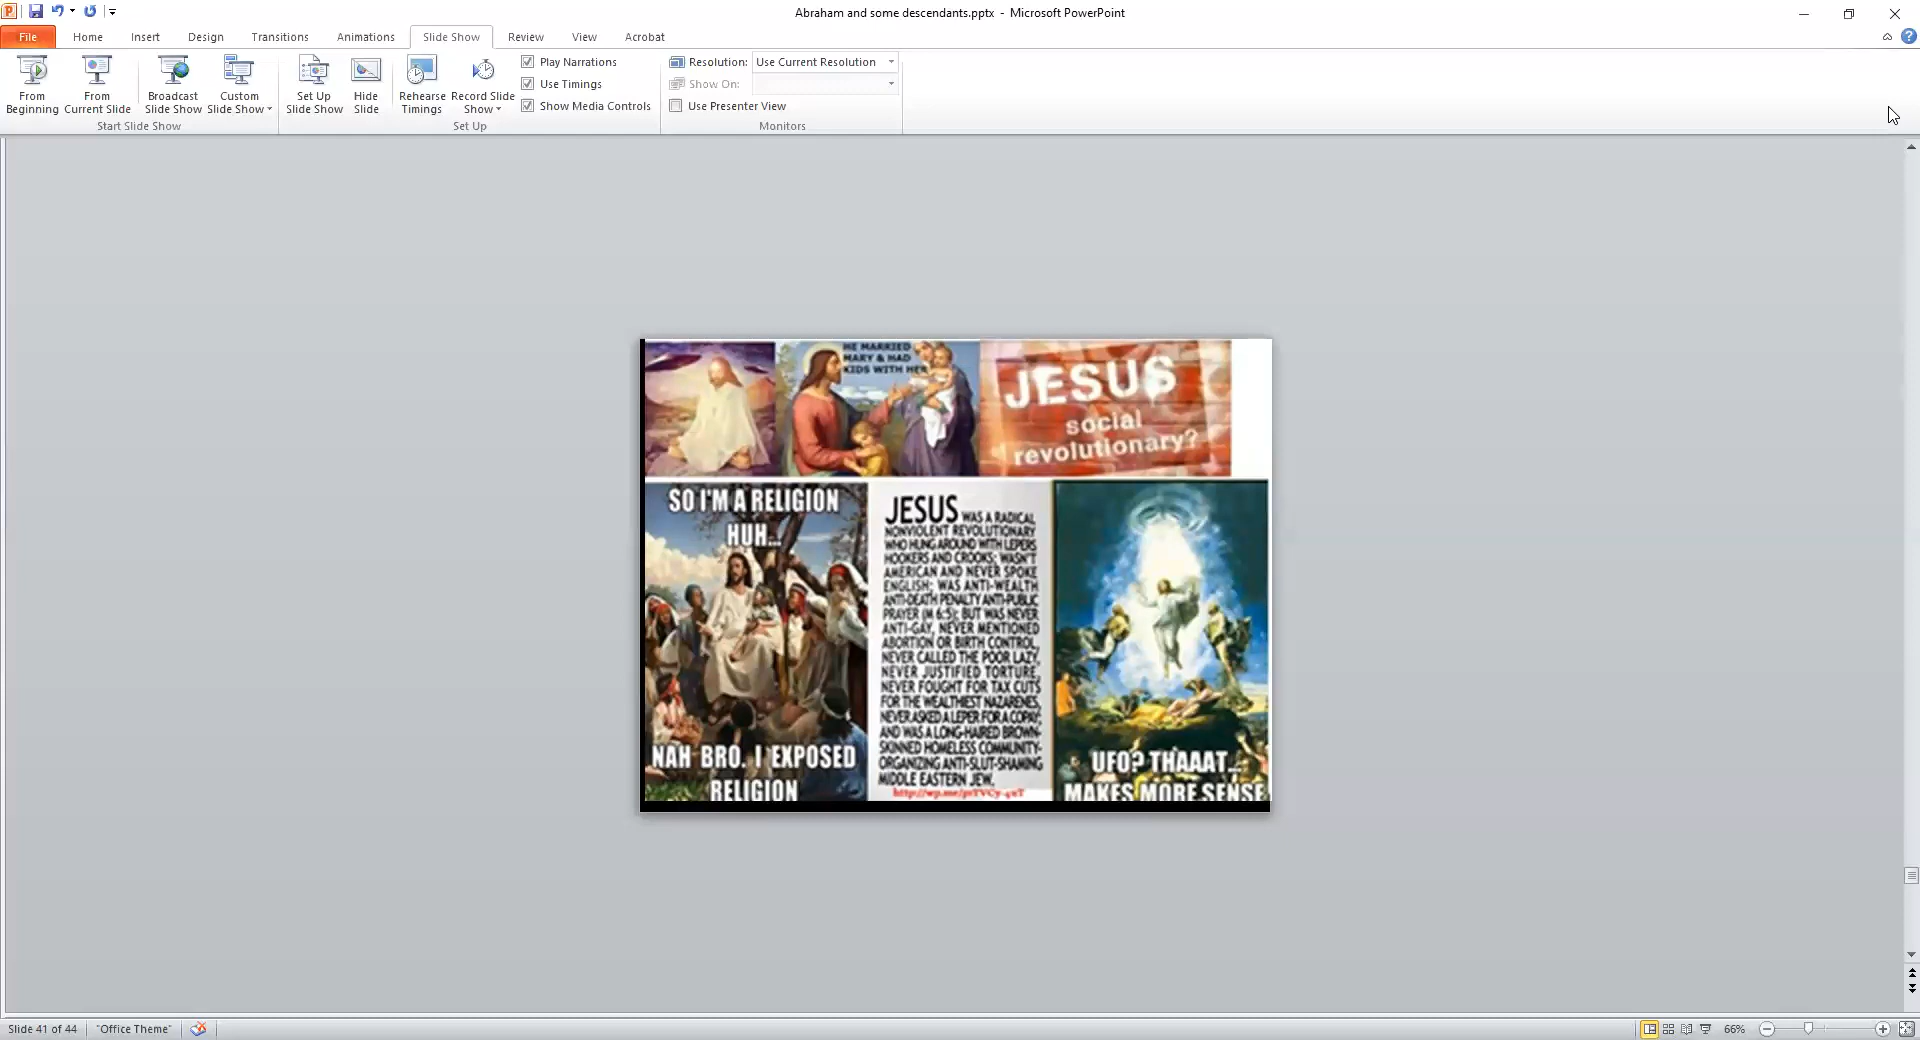 Abraham and some descendants.pptx - Microsoft PowerPoint
File Home Insert Design Transitions Animations Slide Show Review View Acrobat
From Beginning
From Current Slide
Broadcast Slide Show
Custom Slide Show
Set Up Slide Show
Hide Slide
Rehearse Timings
Record Slide Show
Play Narrations
Use Timings
Show Media Controls
Resolution: Use Current Resolution
Show On:
Use Presenter View
Start Slide Show
Set Up
Monitors
HE MARRIED
MARY & HAD
KIDS WITH HER
JESUS
social
revolutionary?
SO I'M A RELIGION
HUH...
NAH BRO. I EXPOSED
RELIGION
JESUS WAS A RADICAL
NONVIOLENT REVOLUTIONARY
WHO HUNG AROUND WITH LEPERS
HOOKERS AND CROOKS; WASN'T
AMERICAN AND NEVER SPOKE
ENGLISH; WAS ANTI-WEALTH
ANTI-DEATH PENALTY ANTI-PUBLIC
PRAYER (M 6:5); BUT WAS NEVER
ANTI-GAY, NEVER MENTIONED
ABORTION OR BIRTH CONTROL,
NEVER CALLED THE POOR LAZY,
NEVER JUSTIFIED TORTURE,
NEVER FOUGHT FOR TAX CUTS
FOR THE WEALTHIEST NAZARENES,
NEVER ASKED A LEPER FOR A COPAY;
AND WAS A LONG-HAIRED BROWN-
SKINNED HOMELESS COMMUNITY-
ORGANIZING ANTI-SLUT-SHAMING
MIDDLE EASTERN JEW.
UFO? THAAAT...
MAKES MORE SENSE
Slide 41 of 44 "Office Theme" 66%